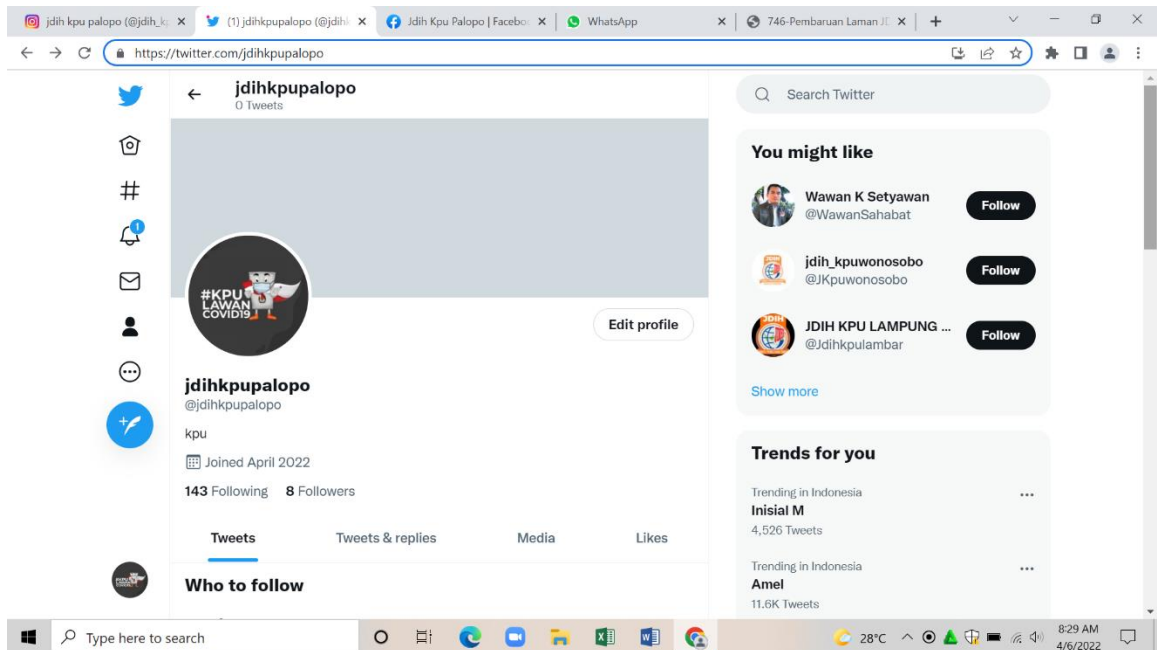 jdih kpu palopo (@jdih_kp
(1) jdihkpupalopo (@jdihk
Jdih Kpu Palopo | Faceboo
WhatsApp
746-Pembaruan Laman JD
https://twitter.com/jdihkpupalopo
jdihkpupalopo
0 Tweets
Search Twitter
You might like
Wawan K Setyawan
@WawanSahabat
Follow
jdih_kpuwonosobo
@JKpuwonosobo
Follow
JDIH KPU LAMPUNG ...
@Jdihkpulambar
Follow
Show more
1
#KPU
LAWAN
COVID19
Edit profile
jdihkpupalopo
@jdihkpupalopo
kpu
Joined April 2022
143 Following 8 Followers
Tweets Tweets & replies Media Likes
Who to follow
Trends for you
Trending in Indonesia
Inisial M
4,526 Tweets
Trending in Indonesia
Amel
11.6K Tweets
Type here to search
28°C
8:29 AM
4/6/2022